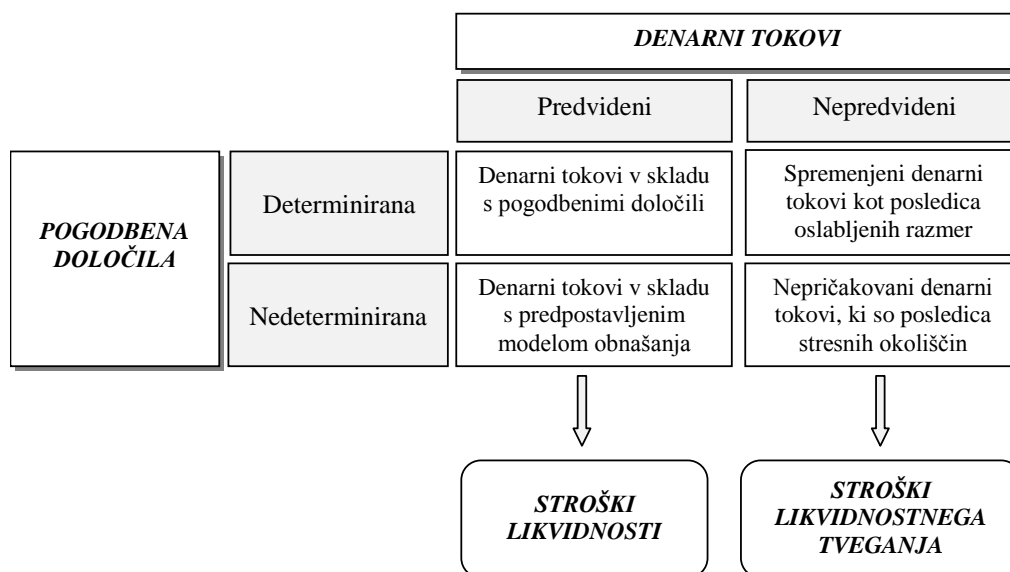 DENARNI TOKOVI
Predvideni
Nepredvideni
POGODBENA
DOLOČILA
Determinirana
Denarni tokovi v skladu
s pogodbenimi določili
Spremenjeni denarni
tokovi kot posledica
oslabljenih razmer
Nedeterminirana
Denarni tokovi v skladu
s predpostavljenim
modelom obnašanja
Nepričakovani denarni
tokovi, ki so posledica
stresnih okoliščin
STROŠKI
LIKVIDNOSTI
STROŠKI
LIKVIDNOSTNEGA
TVEGANJA